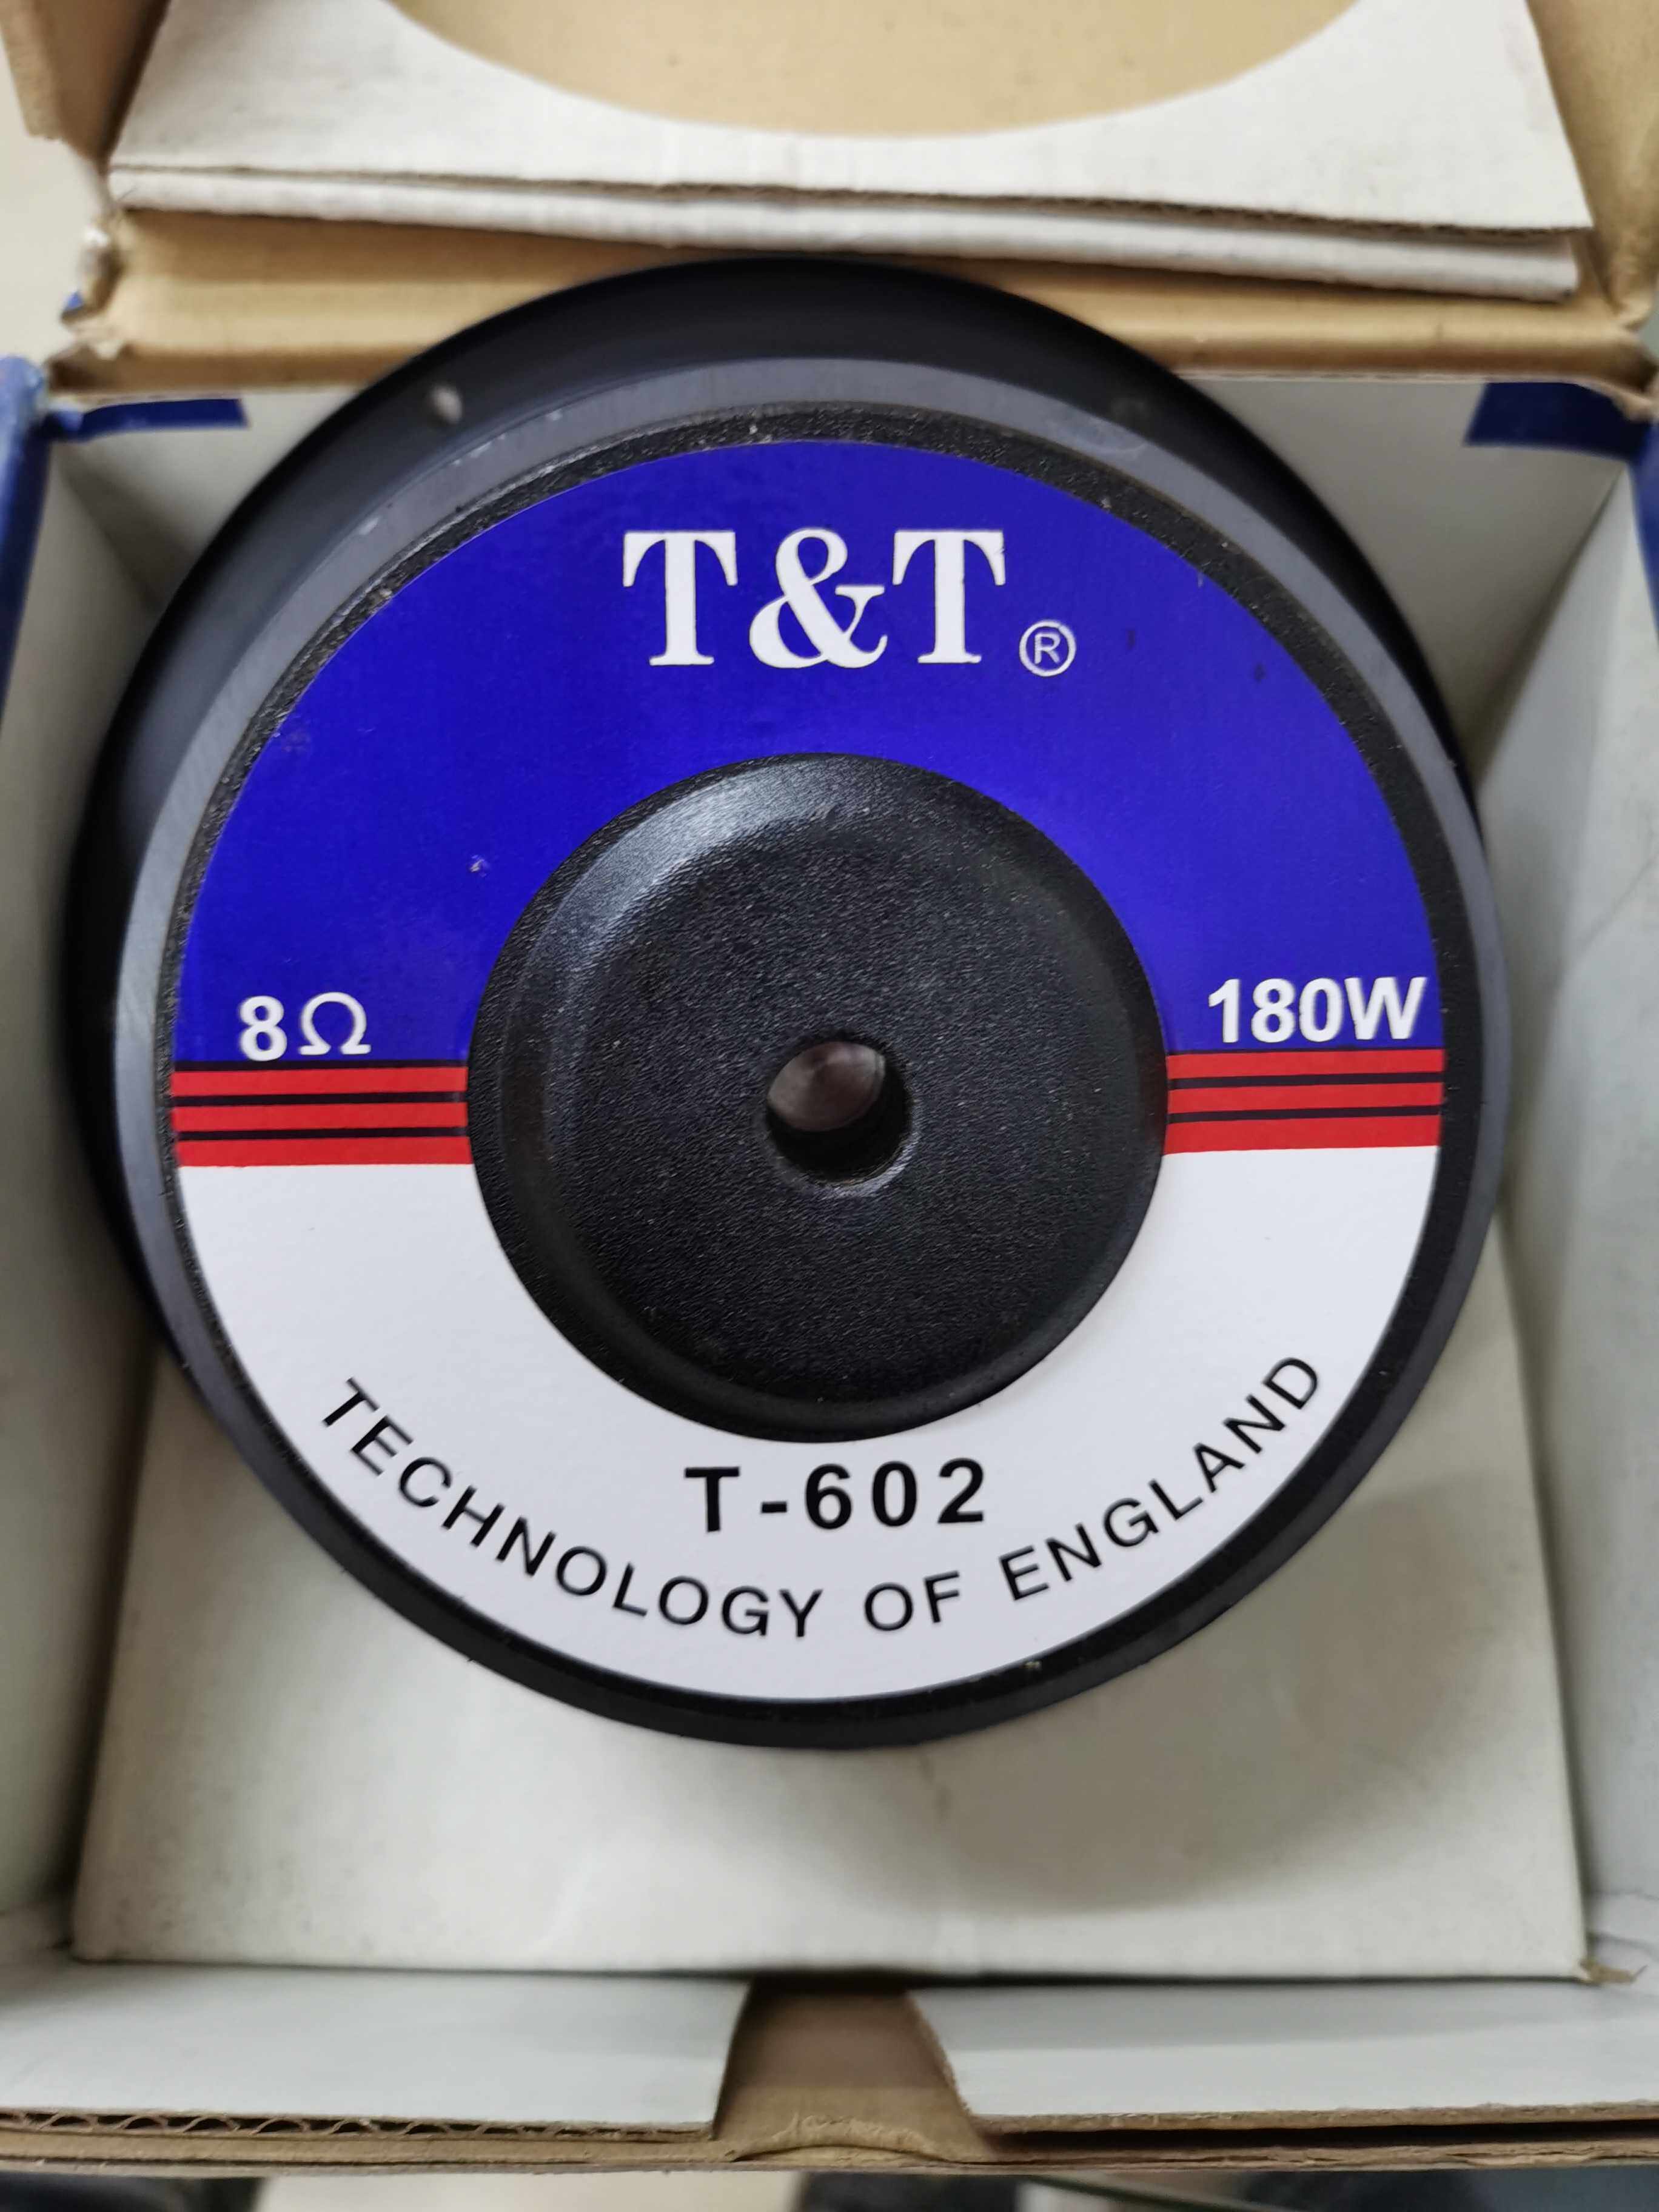 T&T®
8Ω
180W
T-602
TECHNOLOGY OF ENGLAND